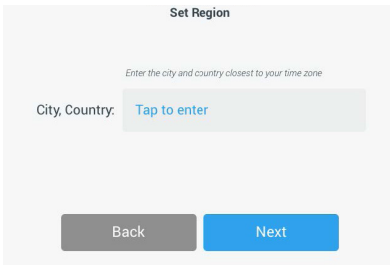 Set Region
Enter the city and country closest to your time zone
City, Country: Tap to enter
Back Next